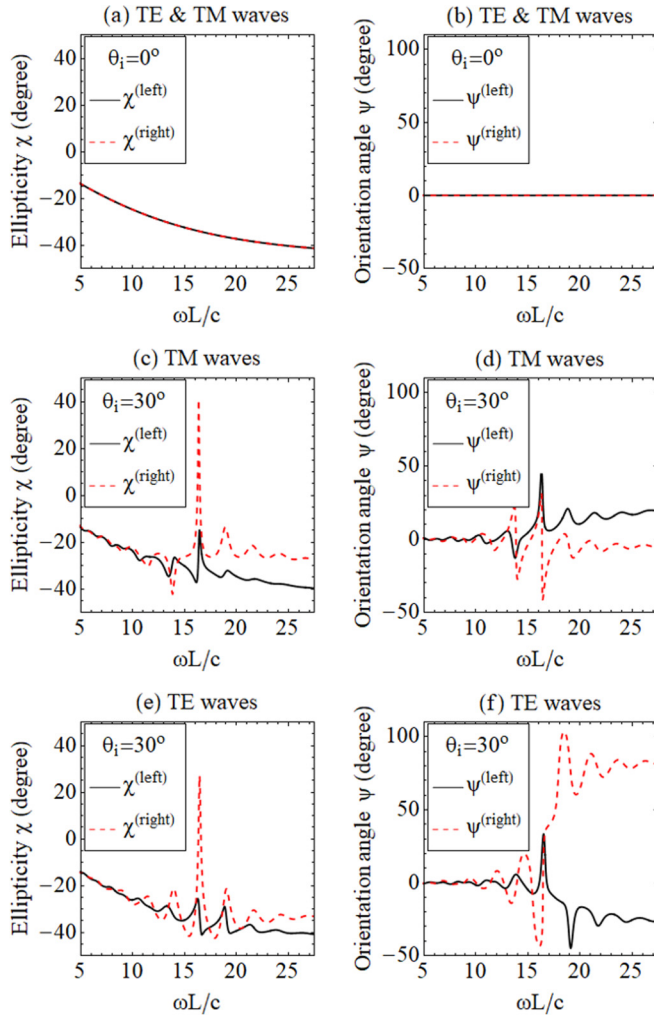 (a) TE & TM waves
Ellipticity χ (degree)
40
20
0
−20
−40
θi=0°
χ(left)
χ(right)
5 10 15 20 25
ωL/c
(b) TE & TM waves
Orientation angle ψ (degree)
100
50
0
−50
θi=0°
ψ(left)
ψ(right)
5 10 15 20 25
ωL/c
(c) TM waves
Ellipticity χ (degree)
40
20
0
−20
−40
θi=30°
χ(left)
χ(right)
5 10 15 20 25
ωL/c
(d) TM waves
Orientation angle ψ (degree)
100
50
0
−50
θi=30°
ψ(left)
ψ(right)
5 10 15 20 25
ωL/c
(e) TE waves
Ellipticity χ (degree)
40
20
0
−20
−40
θi=30°
χ(left)
χ(right)
5 10 15 20 25
ωL/c
(f) TE waves
Orientation angle ψ (degree)
100
50
0
−50
θi=30°
ψ(left)
ψ(right)
5 10 15 20 25
ωL/c